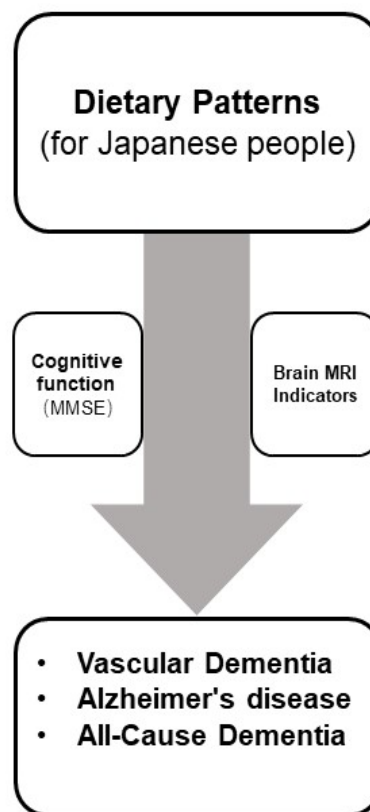 Dietary Patterns
(for Japanese people)
Cognitive
function
(MMSE)
Brain MRI
Indicators
• Vascular Dementia
• Alzheimer's disease
• All-Cause Dementia